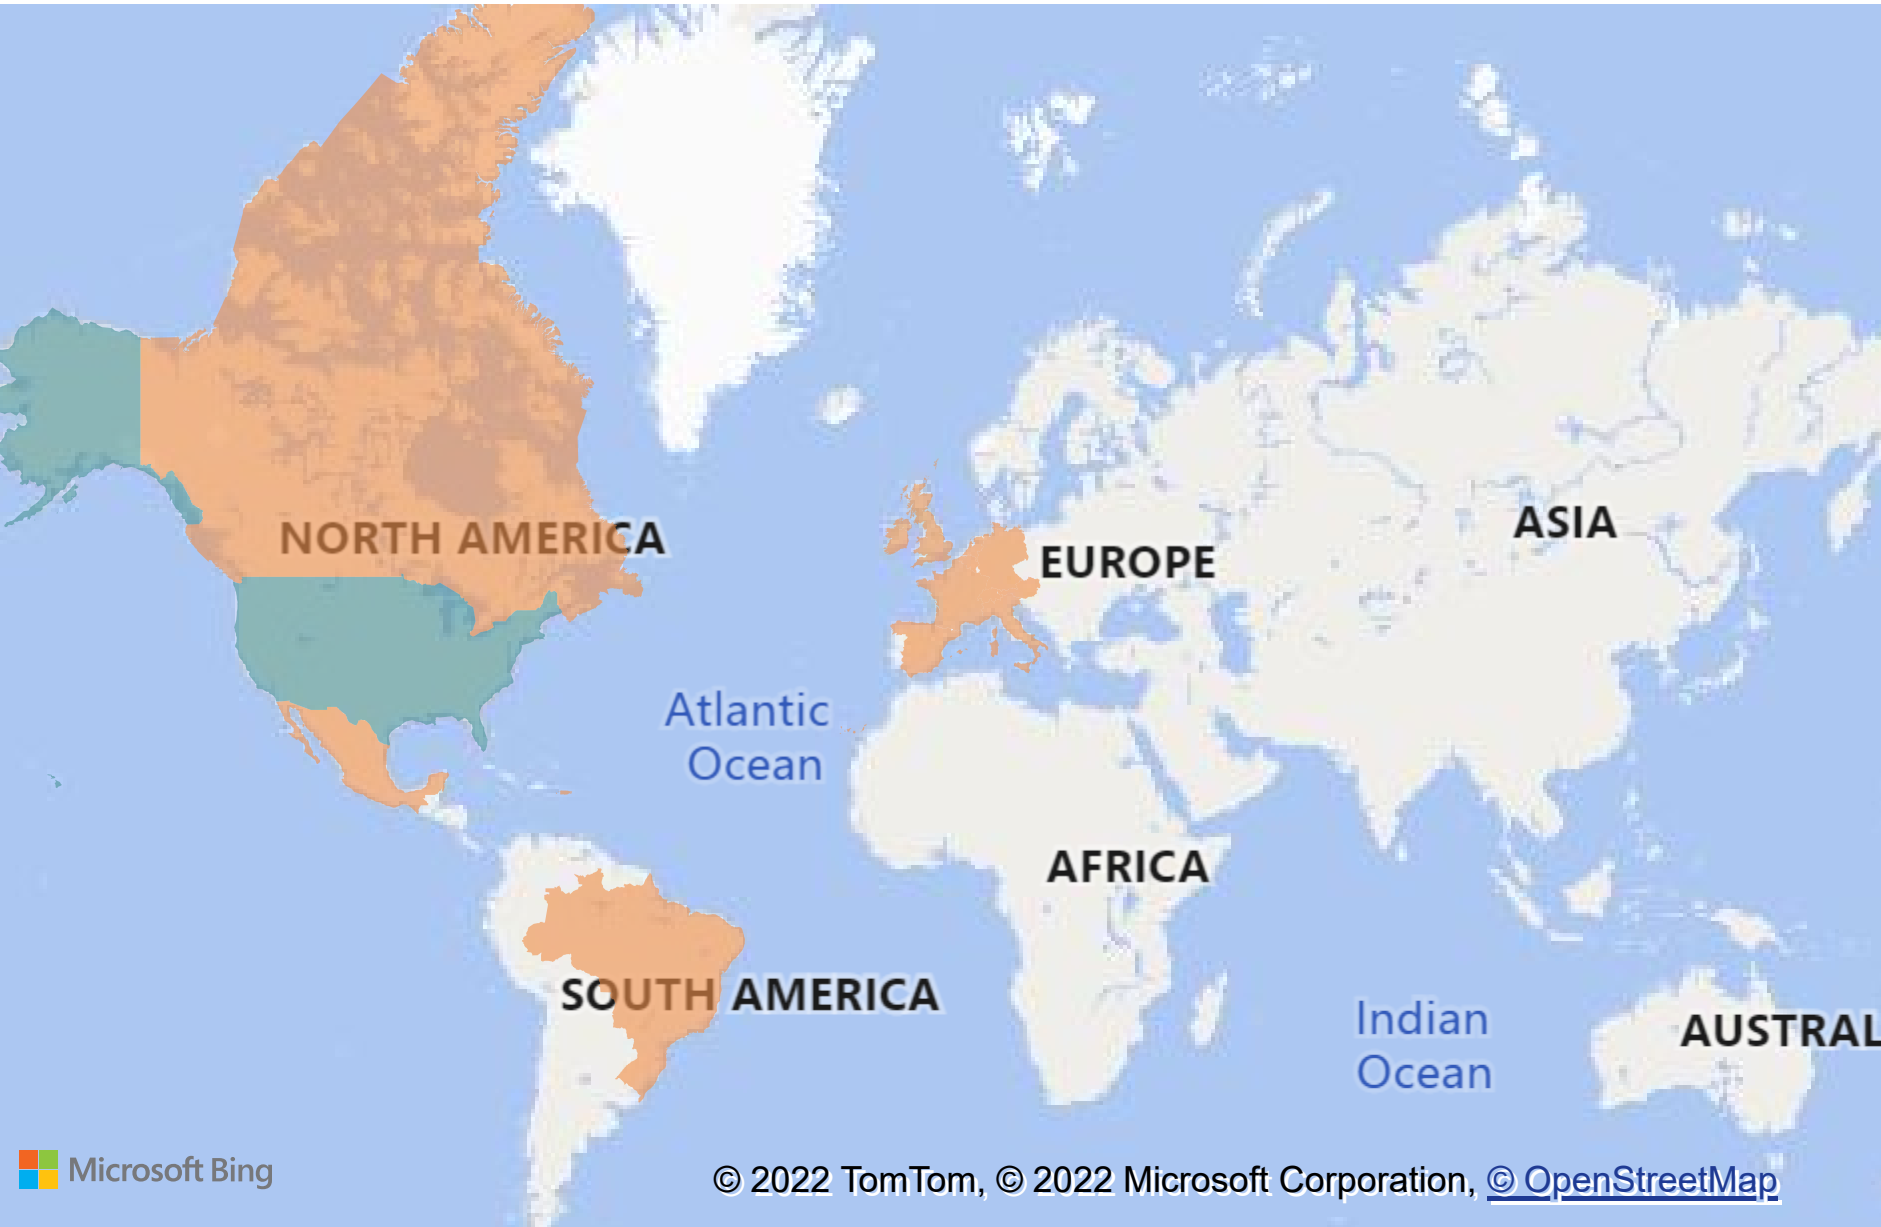 NORTH AMERICA
EUROPE
ASIA
Atlantic
Ocean
AFRICA
SOUTH AMERICA
Indian
Ocean
AUSTRAL
Microsoft Bing
© 2022 TomTom, © 2022 Microsoft Corporation, © OpenStreetMap